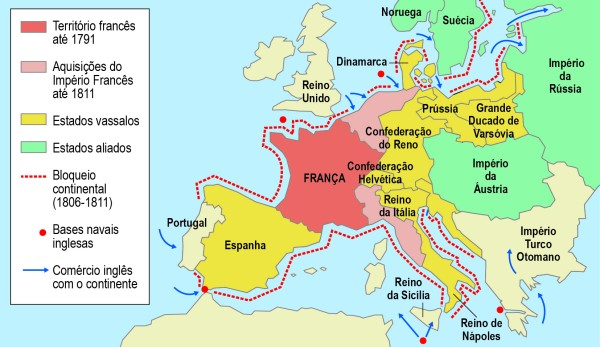 Território francês
até 1791
Aquisições do
Império Francês
até 1811
Estados vassalos
Estados aliados
Bloqueio
continental
(1806-1811)
Bases navais
inglesas
Comércio inglês
com o continente
Noruega
Suécia
Dinamarca
Império
da
Rússia
Reino
Unido
Prússia
Grande
Ducado de
Varsóvia
Confederação
do Reno
Confederação
Helvética
FRANÇA
Império
da
Áustria
Reino
da Itália
Portugal
Espanha
Império
Turco
Otomano
Reino
da Sicília
Reino de
Nápoles